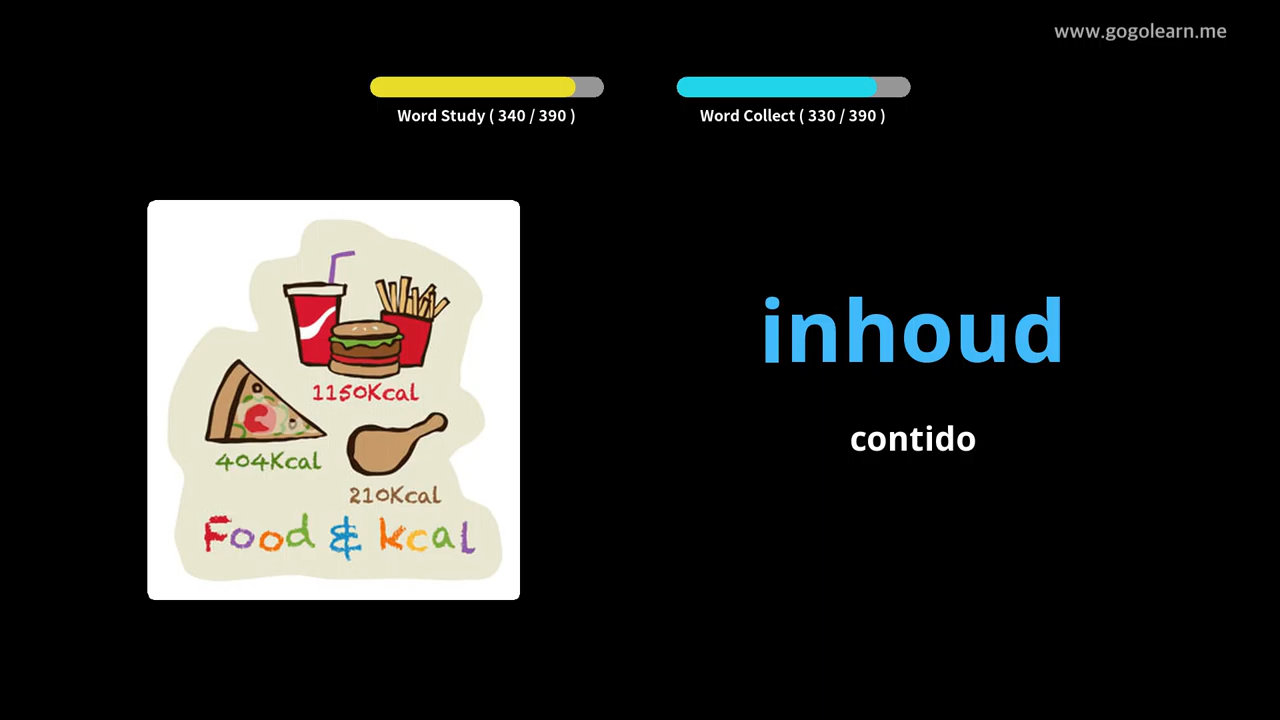 www.gogolearn.me
Word Study ( 340 / 390 )
Word Collect ( 330 / 390 )
1150Kcal
404Kcal
210Kcal
Food & kcal
inhoud
contido